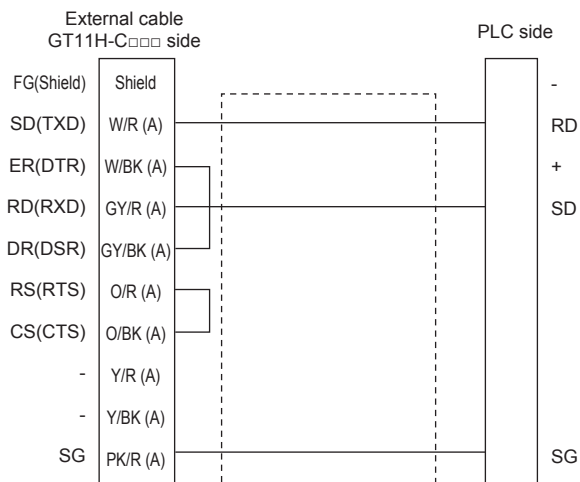 External cable
GT11H-C□□□ side
PLC side
FG(Shield) Shield -
SD(TXD) W/R (A) RD
ER(DTR) W/BK (A) +
RD(RXD) GY/R (A) SD
DR(DSR) GY/BK (A)
RS(RTS) O/R (A)
CS(CTS) O/BK (A)
- Y/R (A)
- Y/BK (A)
SG PK/R (A) SG